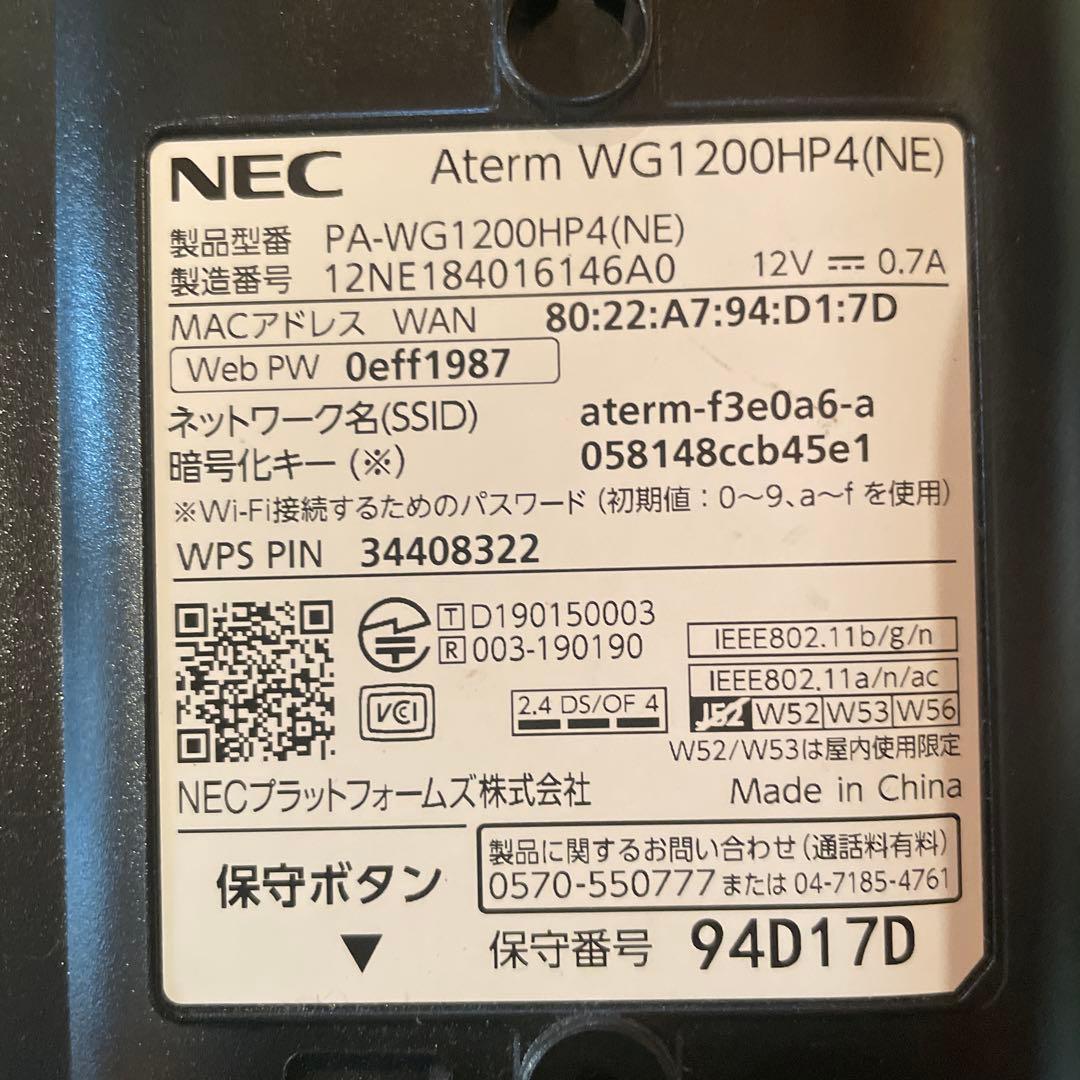 NEC Aterm WG1200HP4(NE)
製品型番 PA-WG1200HP4(NE)
製造番号 12NE184016146A0 12V 0.7A
MACアドレス WAN 80:22:A7:94:D1:7D
Web PW 0eff1987
ネットワーク名(SSID) aterm-f3e0a6-a
暗号化キー (※) 058148ccb45e1
※Wi-Fi接続するためのパスワード (初期値:0〜9、a〜f を使用)
WPS PIN 34408322
T D190150003
R 003-190190
IEEE802.11b/g/n
IEEE802.11a/n/ac
VCCI
2.4 DS/OF 4
J52 W52 W53 W56
W52/W53は屋内使用限定
NECプラットフォームズ株式会社 Made in China
製品に関するお問い合わせ(通話料有料)
0570-550777 または 04-7185-4761
保守ボタン
▼
保守番号 94D17D